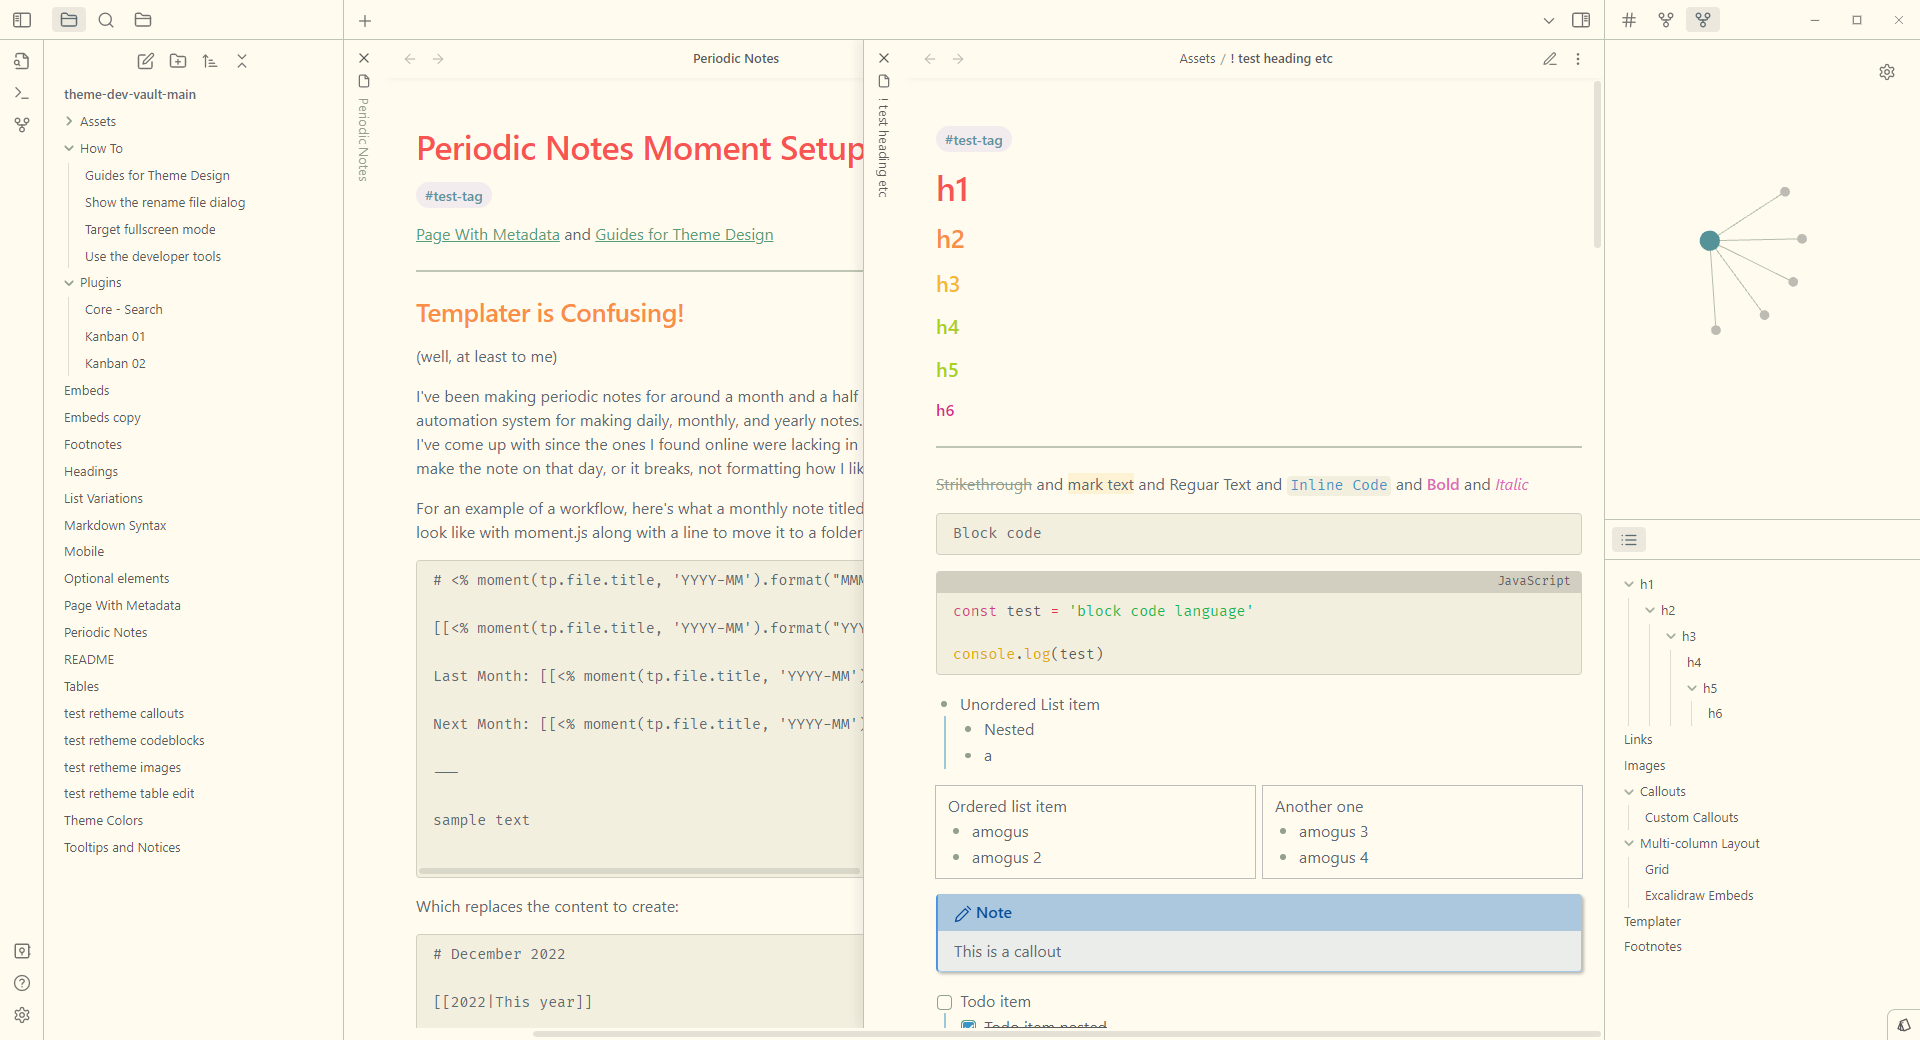 theme-dev-vault-main
Assets
How To
Guides for Theme Design
Show the rename file dialog
Target fullscreen mode
Use the developer tools
Plugins
Core - Search
Kanban 01
Kanban 02
Embeds
Embeds copy
Footnotes
Headings
List Variations
Markdown Syntax
Mobile
Optional elements
Page With Metadata
Periodic Notes
README
Tables
test retheme callouts
test retheme codeblocks
test retheme images
test retheme table edit
Theme Colors
Tooltips and Notices
Periodic Notes
Periodic Notes
Periodic Notes Moment Setup
#test-tag
Page With Metadata and Guides for Theme Design
Templater is Confusing!
(well, at least to me)
I've been making periodic notes for around a month and a half
automation system for making daily, monthly, and yearly notes.
I've come up with since the ones I found online were lacking in
make the note on that day, or it breaks, not formatting how I lik
For an example of a workflow, here's what a monthly note titled
look like with moment.js along with a line to move it to a folder
# <% moment(tp.file.title, 'YYYY-MM').format("MMM
[[<% moment(tp.file.title, 'YYYY-MM').format("YYY
Last Month: [[<% moment(tp.file.title, 'YYYY-MM')
Next Month: [[<% moment(tp.file.title, 'YYYY-MM')
---
sample text
Which replaces the content to create:
# December 2022
[[2022|This year]]
! test heading etc
Assets / ! test heading etc
#test-tag
h1
h2
h3
h4
h5
h6
Strikethrough and mark text and Reguar Text and Inline Code and Bold and Italic
Block code
JavaScript
const test = 'block code language'
console.log(test)
Unordered List item
Nested
a
Ordered list item
amogus
amogus 2
Another one
amogus 3
amogus 4
Note
This is a callout
Todo item
Todo item nested
h1
h2
h3
h4
h5
h6
Links
Images
Callouts
Custom Callouts
Multi-column Layout
Grid
Excalidraw Embeds
Templater
Footnotes